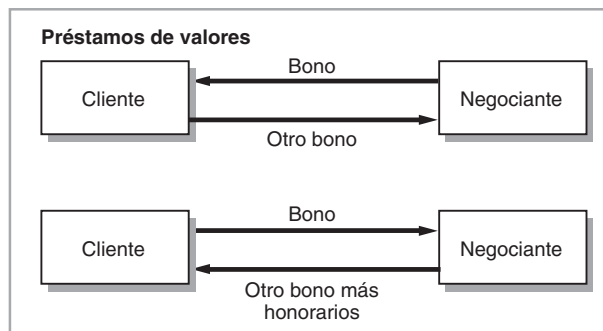 Préstamos de valores
Bono
Cliente
Negociante
Otro bono
Bono
Cliente
Negociante
Otro bono más
honorarios